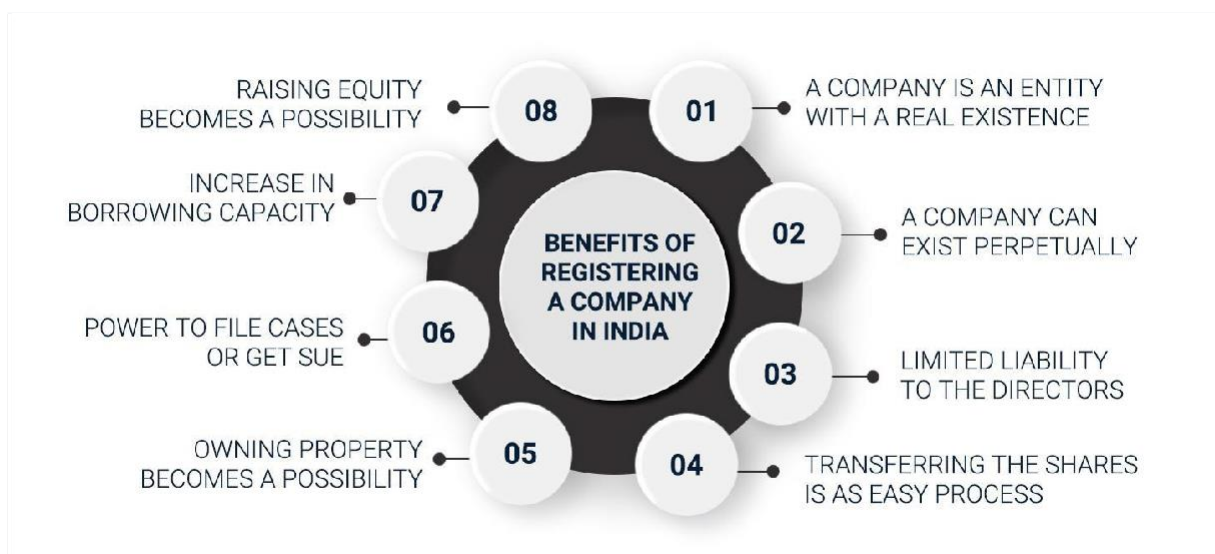 BENEFITS OF
REGISTERING
A COMPANY
IN INDIA
01
A COMPANY IS AN ENTITY
WITH A REAL EXISTENCE
02
A COMPANY CAN
EXIST PERPETUALLY
03
LIMITED LIABILITY
TO THE DIRECTORS
04
TRANSFERRING THE SHARES
IS AS EASY PROCESS
05
OWNING PROPERTY
BECOMES A POSSIBILITY
06
POWER TO FILE CASES
OR GET SUE
07
INCREASE IN
BORROWING CAPACITY
08
RAISING EQUITY
BECOMES A POSSIBILITY